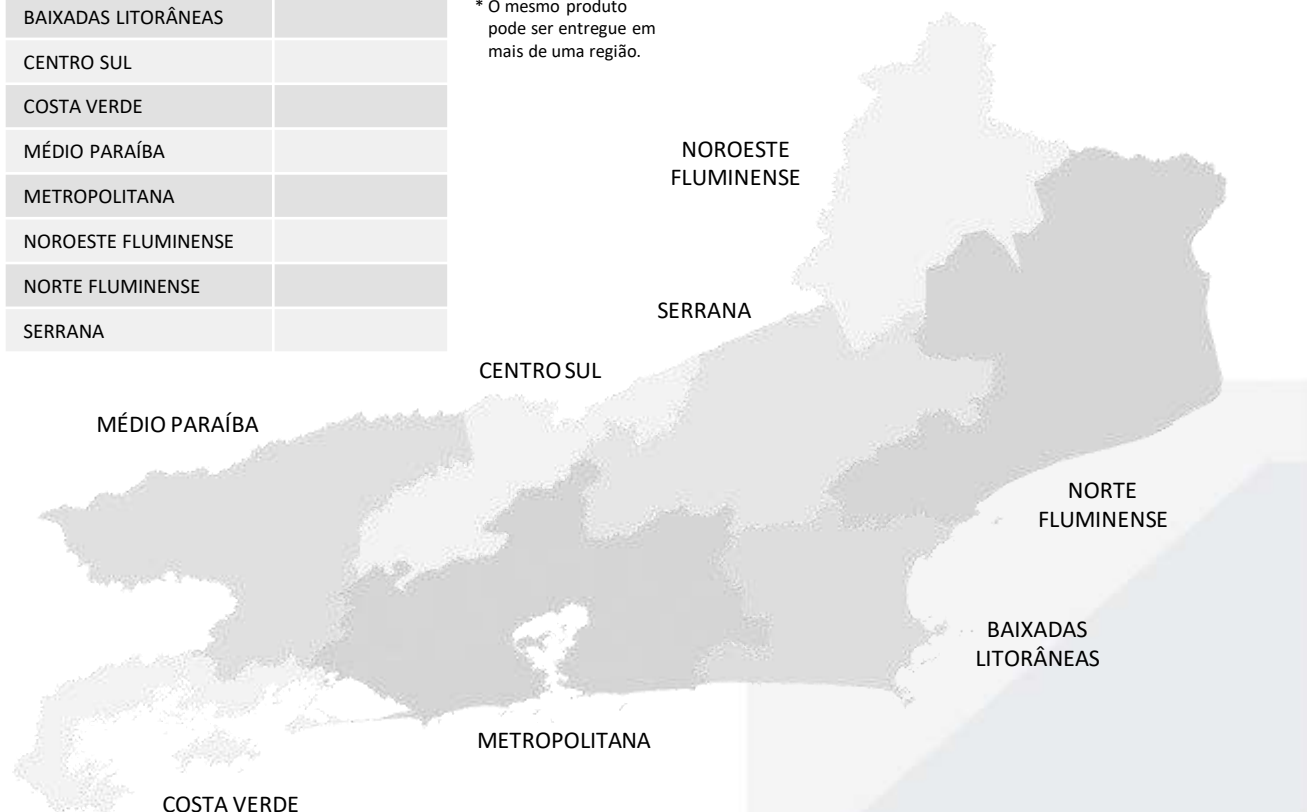 BAIXADAS LITORÂNEAS
CENTRO SUL
COSTA VERDE
MÉDIO PARAÍBA
METROPOLITANA
NOROESTE FLUMINENSE
NORTE FLUMINENSE
SERRANA
* O mesmo produto
pode ser entregue em
mais de uma região.
NOROESTE
FLUMINENSE
SERRANA
CENTRO SUL
MÉDIO PARAÍBA
NORTE
FLUMINENSE
BAIXADAS
LITORÂNEAS
METROPOLITANA
COSTA VERDE